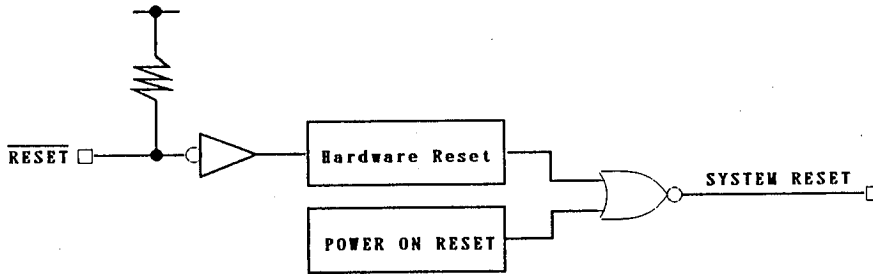 RESET
Hardware Reset
SYSTEM RESET
POWER ON RESET